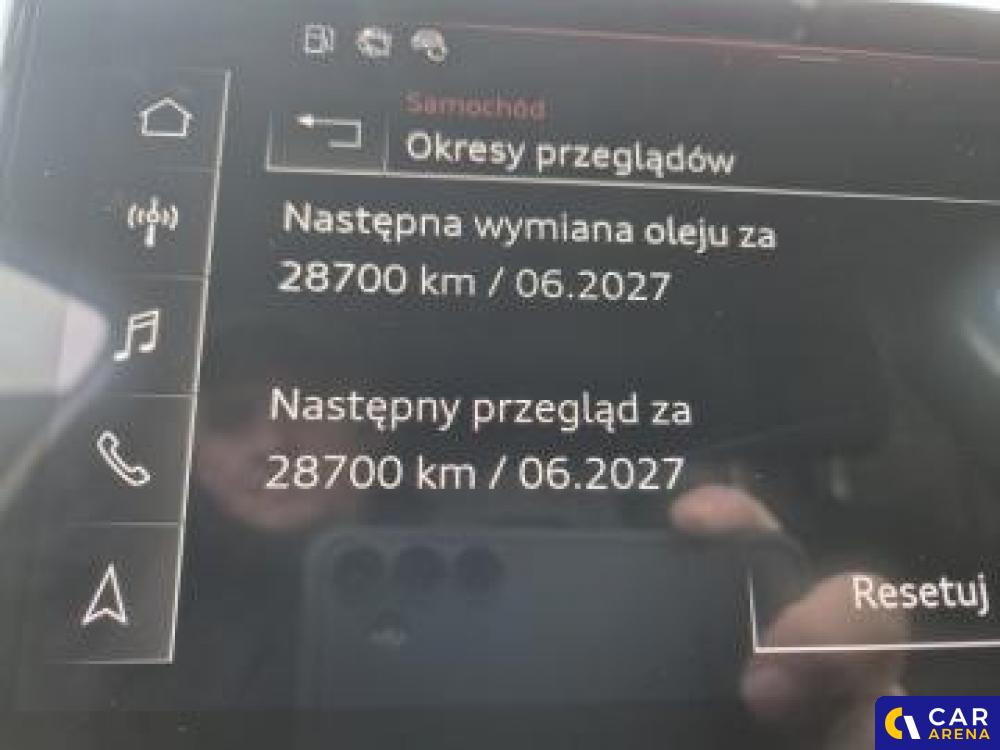 Samochód
Okresy przeglądów
Następna wymiana oleju za
28700 km / 06.2027
Następny przegląd za
28700 km / 06.2027
Resetuj
CAR
ARENA